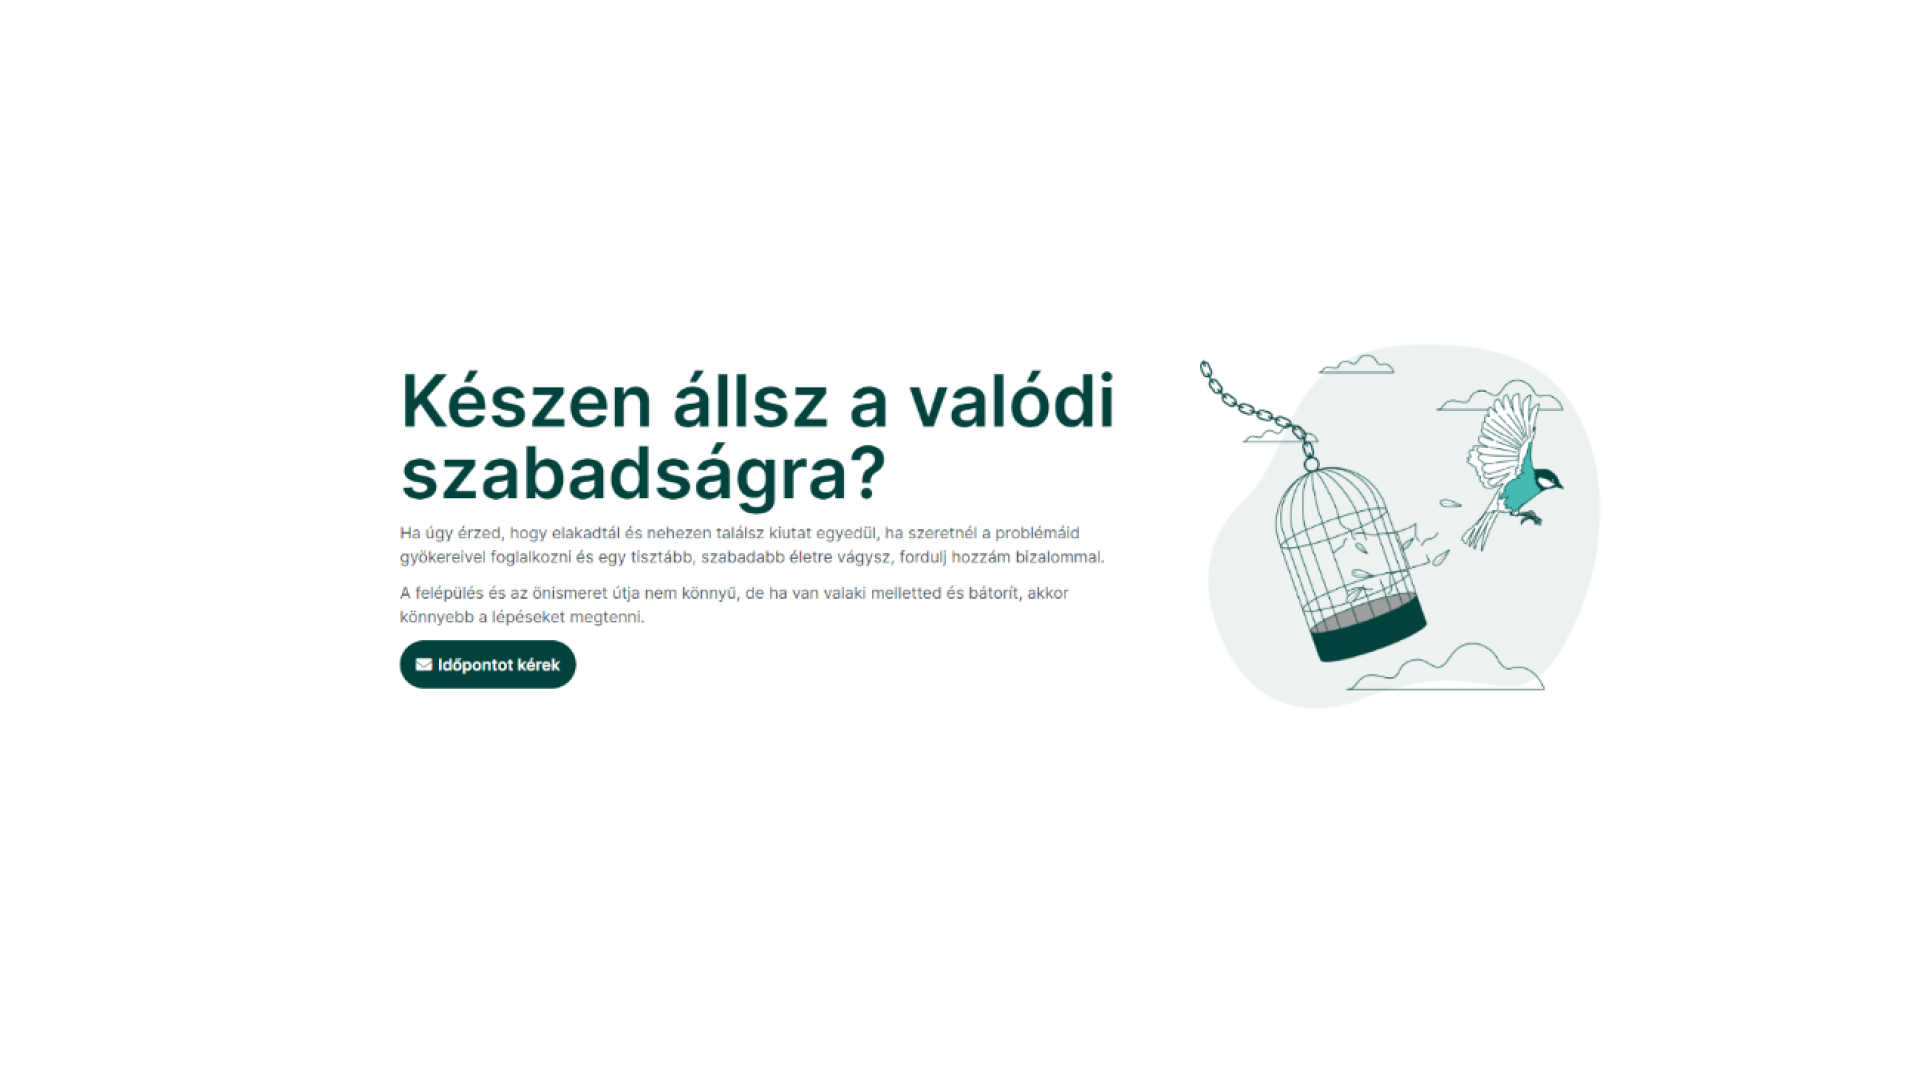 Készen állsz a valódi
szabadságra?
Ha úgy érzed, hogy elakadtál és nehezen találsz kiutat egyedül, ha szeretnél a problémáid
gyökereivel foglalkozni és egy tisztább, szabadabb életre vágysz, fordulj hozzám bizalommal.
A felépülés és az önismeret útja nem könnyű, de ha van valaki melletted és bátorít, akkor
könnyebb a lépéseket megtenni.
Időpontot kérek